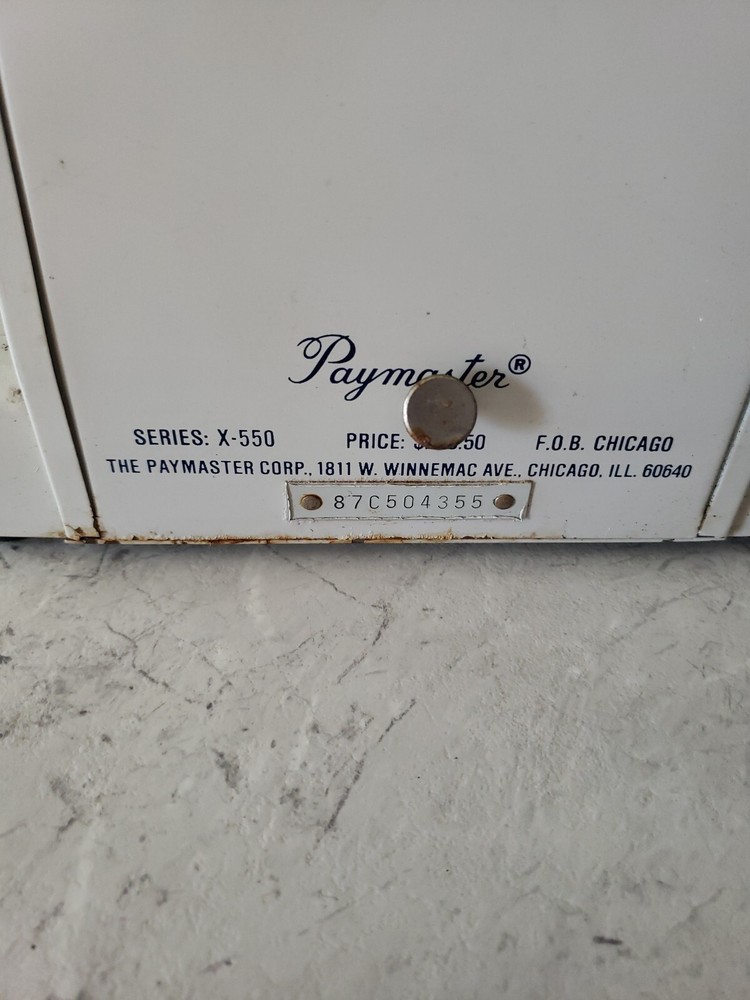 Paymaster®
SERIES: X-550 PRICE: F.O.B. CHICAGO
THE PAYMASTER CORP., 1811 W. WINNEMAC AVE., CHICAGO, ILL. 60640
87C504355